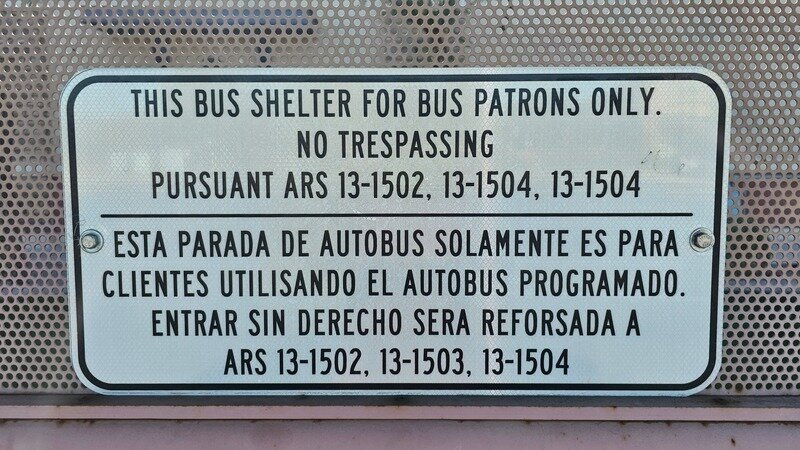 THIS BUS SHELTER FOR BUS PATRONS ONLY.
NO TRESPASSING
PURSUANT ARS 13-1502, 13-1504, 13-1504
ESTA PARADA DE AUTOBUS SOLAMENTE ES PARA
CLIENTES UTILISANDO EL AUTOBUS PROGRAMADO.
ENTRAR SIN DERECHO SERA REFORSADA A
ARS 13-1502, 13-1503, 13-1504